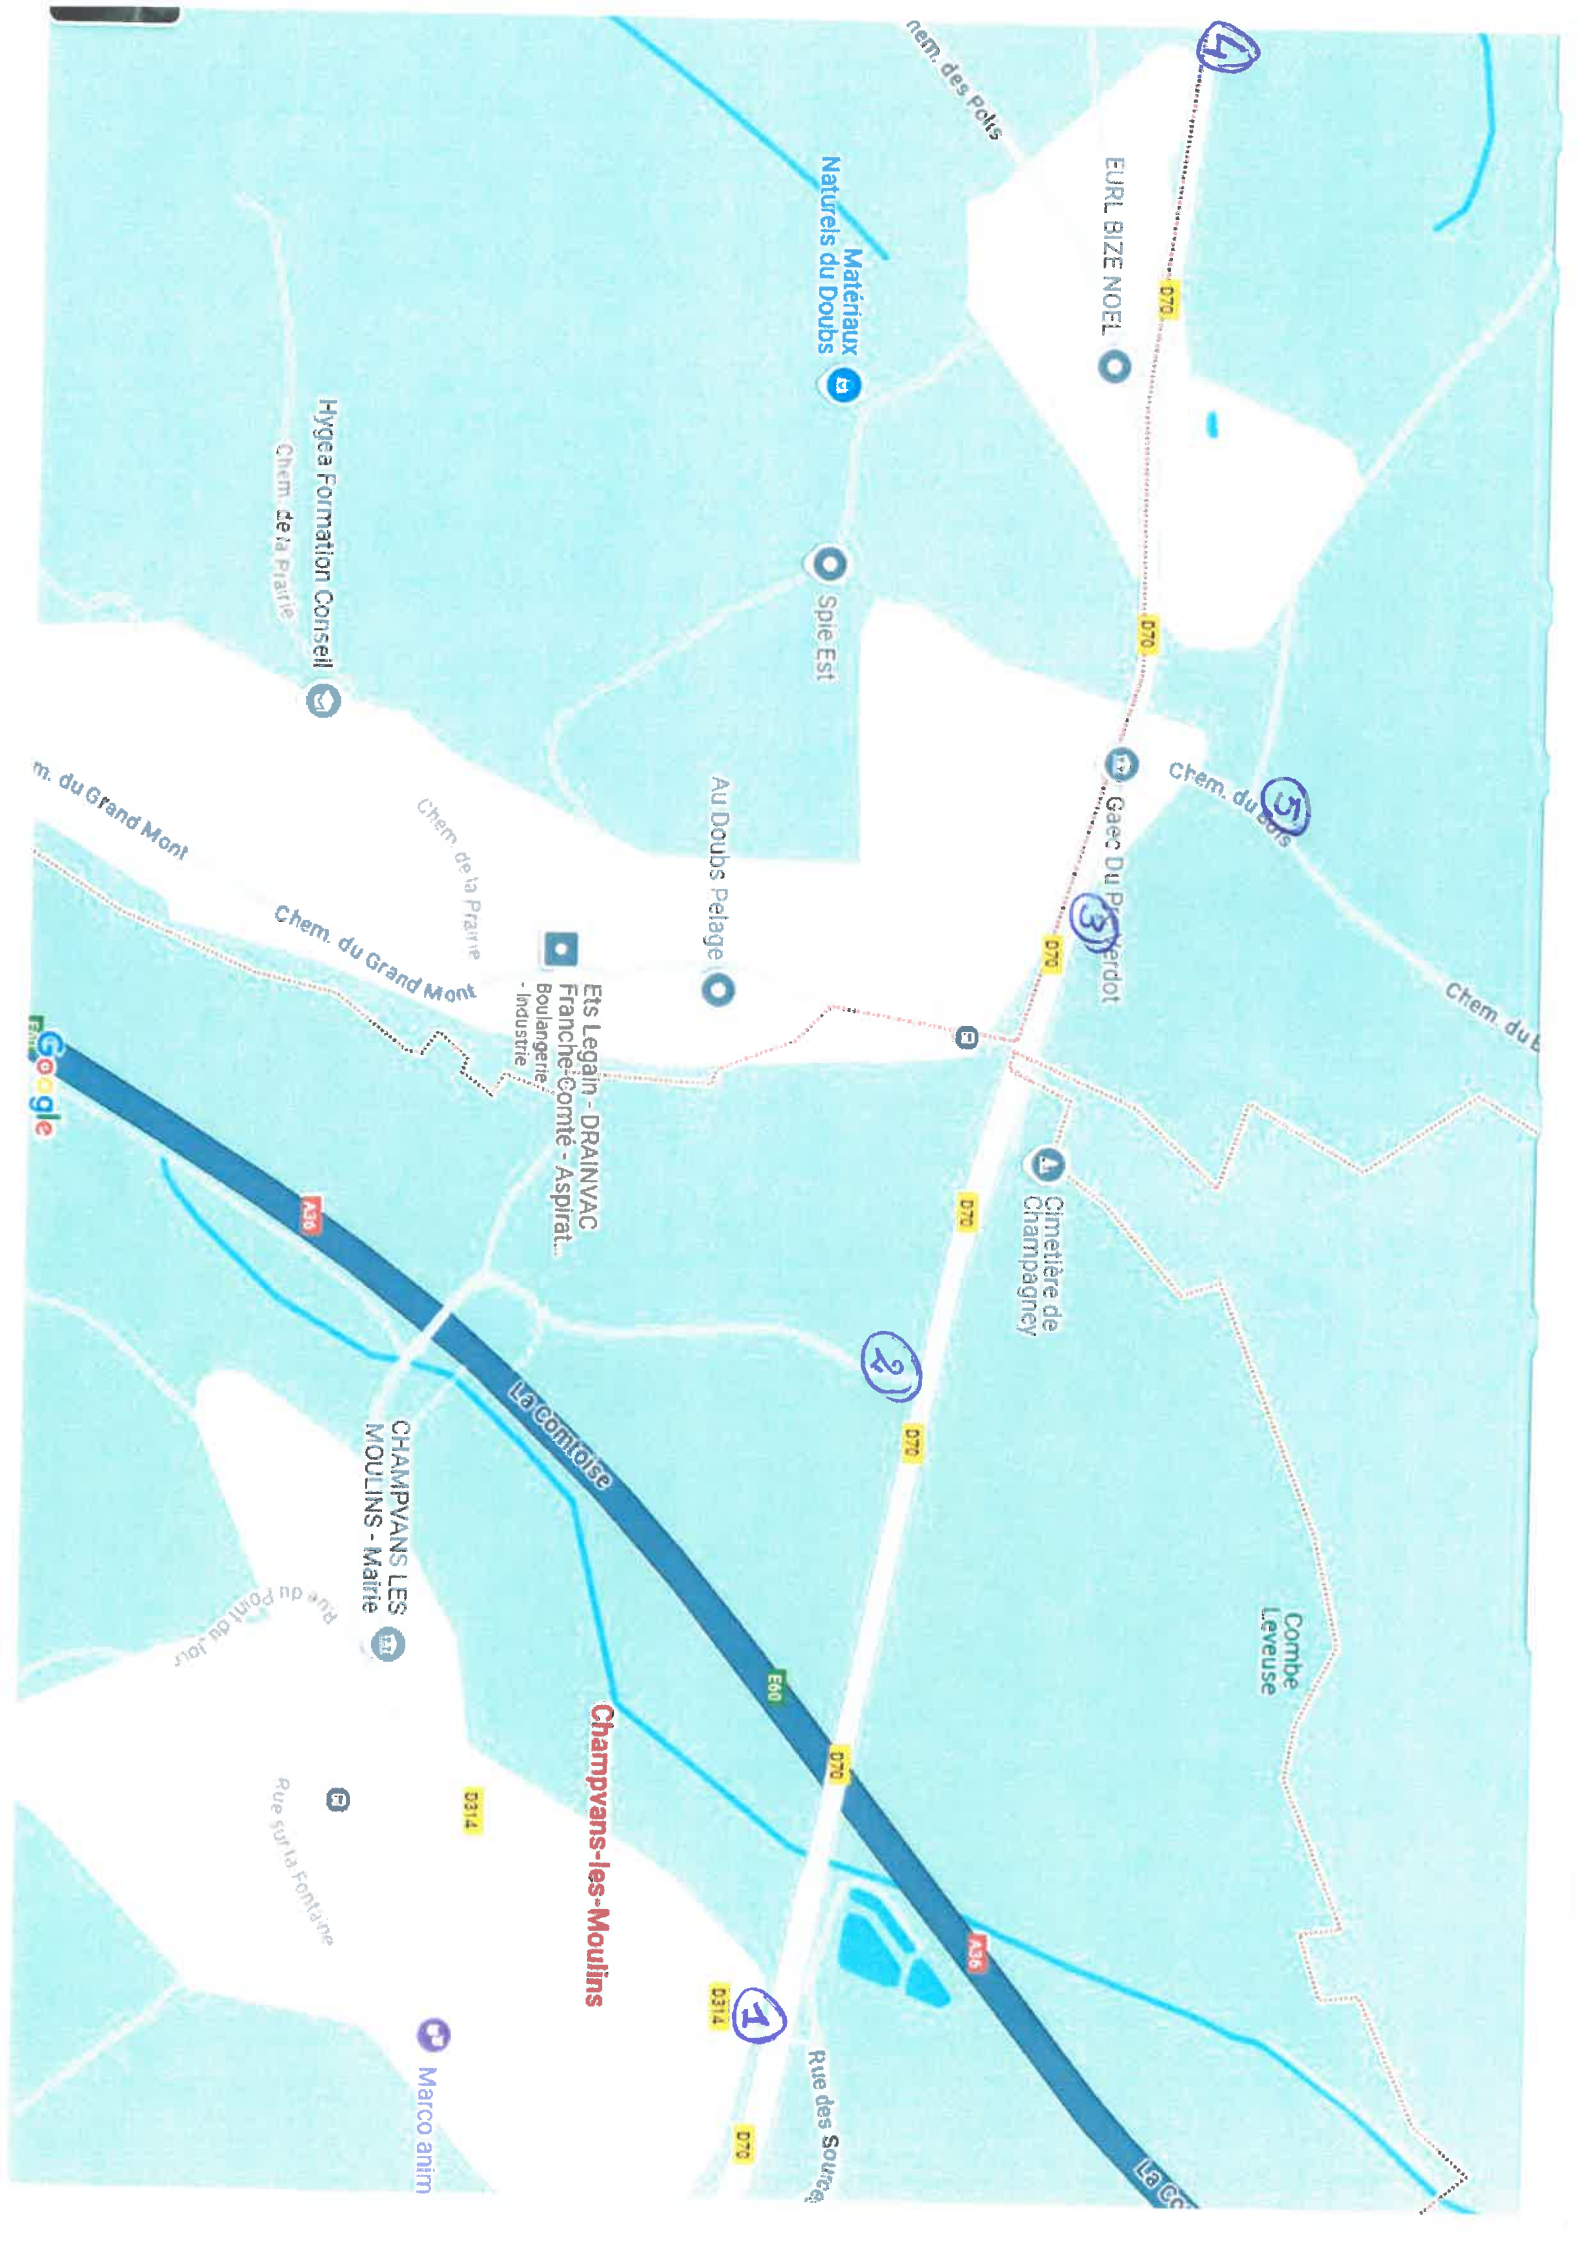 4
Chem. du B
Combe
Leveuse
Chem. du Bois
5
D70
D70
EURL BIZE NOEL
Gaec Du Pré Verdot
3
D70
Cimetière de
Champagney
D70
nem. des Polis
2
D70
A36
La Co
Matériaux
Naturels du Doubs
Spie Est
D70
Rue des Source
E60
1
Au Doubs Pelage
D314
D70
Ets Legain - DRAINVAC
Franche-Comté - Aspirat...
Boulangerie
- Industrie
La Comtoise
Champvans-les-Moulins
Chem. de la Prairie
D314
Chem. du Grand Mont
Marco anim
CHAMPVANS LES
MOULINS - Mairie
Hygea Formation Conseil
Chem. de la Prairie
A36
Rue du Point du Jour
Rue sur la Fontaine
m. du Grand Mont
Google